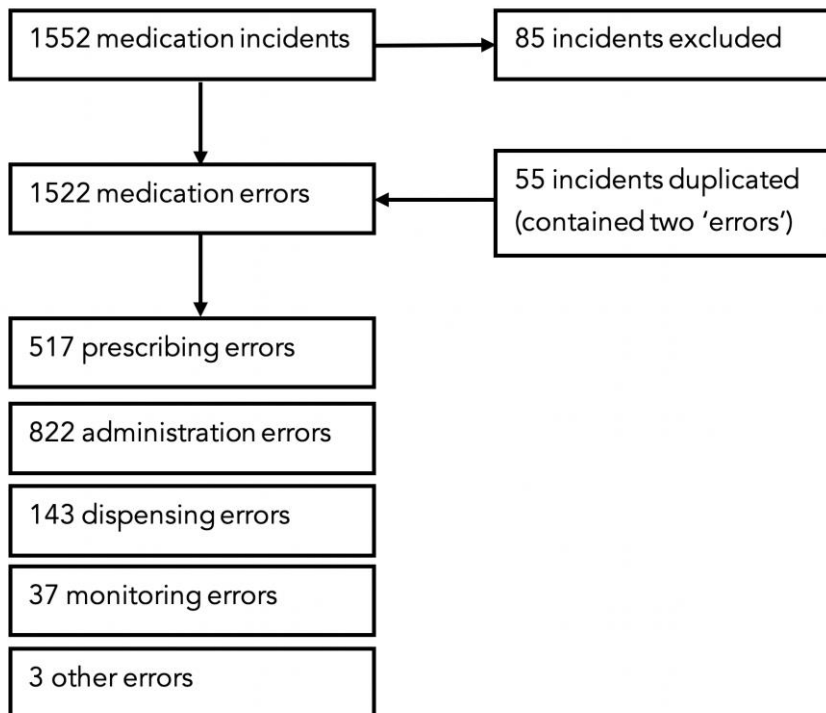 1552 medication incidents
85 incidents excluded
1522 medication errors
55 incidents duplicated
(contained two ‘errors’)
517 prescribing errors
822 administration errors
143 dispensing errors
37 monitoring errors
3 other errors